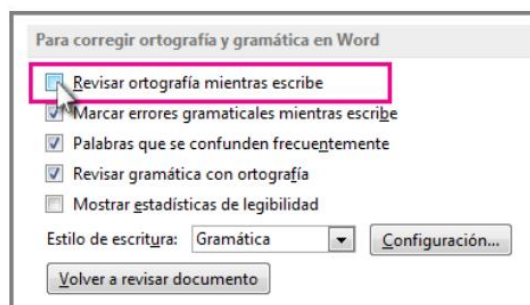 Para corregir ortografía y gramática en Word
Revisar ortografía mientras escribe
Marcar errores gramaticales mientras escribe
Palabras que se confunden frecuentemente
Revisar gramática con ortografía
Mostrar estadísticas de legibilidad
Estilo de escritura: Gramática Configuración...
Volver a revisar documento